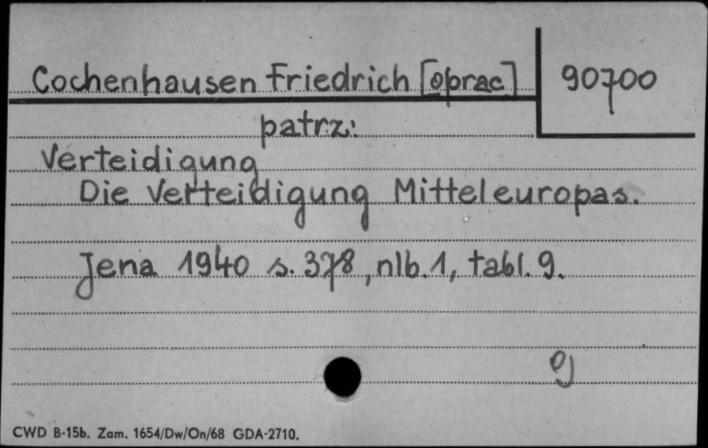 Cochenhausen Friedrich [oprac] 90700
patrz:
Verteidigung
Die Verteidigung Mitteleuropas.
Jena 1940 s. 378, nlb. 1, tabl. 9.
CWD B-15b. Zam. 1654/Dw/On/68 GDA-2710.